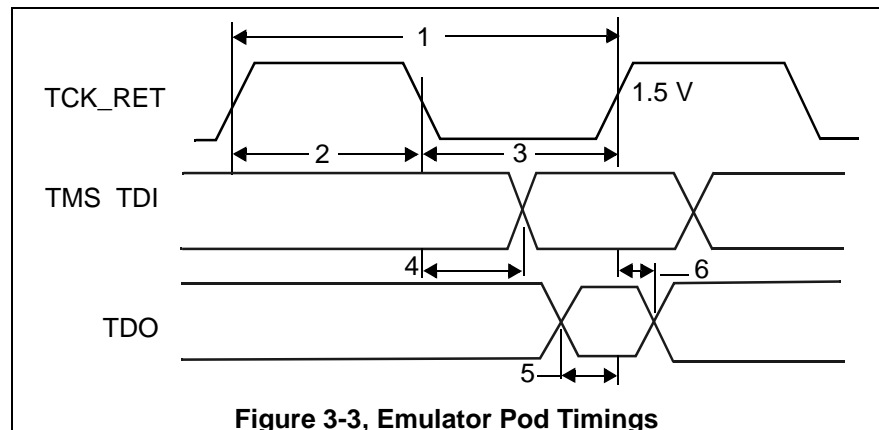 1
TCK_RET
1.5 V
2
3
TMS TDI
4
6
TDO
5
Figure 3-3, Emulator Pod Timings